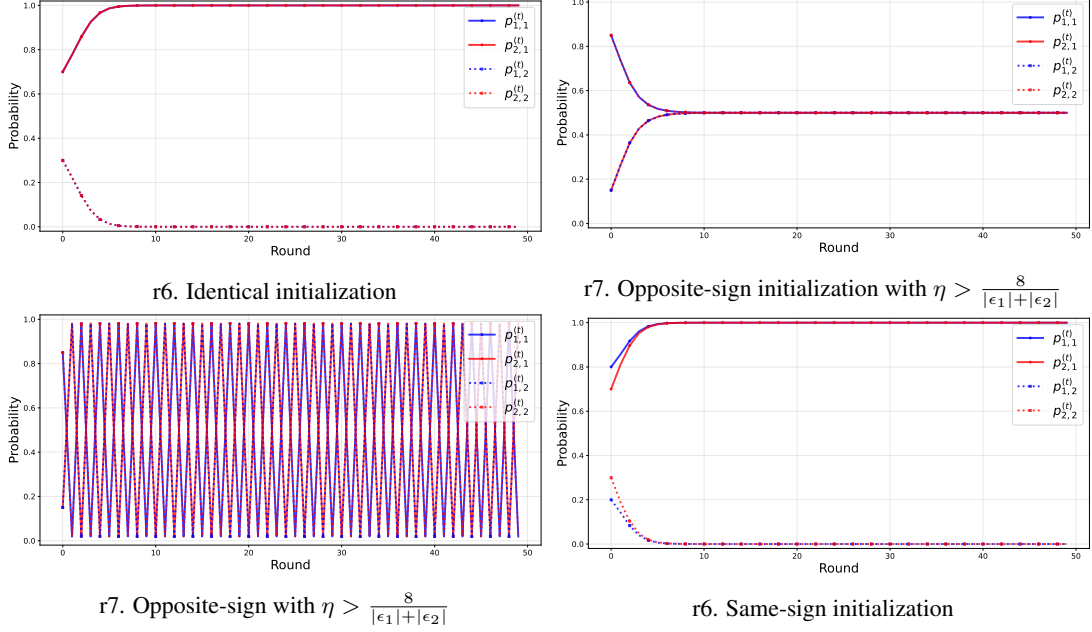 1.0
0.8
0.6
0.4
0.2
0.0
Probability
0
10
20
30
40
50
Round
p_{1,1}^{(t)}
p_{2,1}^{(t)}
p_{1,2}^{(t)}
p_{2,2}^{(t)}
r6. Identical initialization
1.0
0.8
0.6
0.4
0.2
0.0
Probability
0
10
20
30
40
50
Round
p_{1,1}^{(t)}
p_{2,1}^{(t)}
p_{1,2}^{(t)}
p_{2,2}^{(t)}
r7. Opposite-sign initialization with η > \frac{8}{|ϵ_1|+|ϵ_2|}
1.0
0.8
0.6
0.4
0.2
0.0
Probability
0
10
20
30
40
50
Round
p_{1,1}^{(t)}
p_{2,1}^{(t)}
p_{1,2}^{(t)}
p_{2,2}^{(t)}
r7. Opposite-sign with η > \frac{8}{|ϵ_1|+|ϵ_2|}
1.0
0.8
0.6
0.4
0.2
0.0
Probability
0
10
20
30
40
50
Round
p_{1,1}^{(t)}
p_{2,1}^{(t)}
p_{1,2}^{(t)}
p_{2,2}^{(t)}
r6. Same-sign initialization